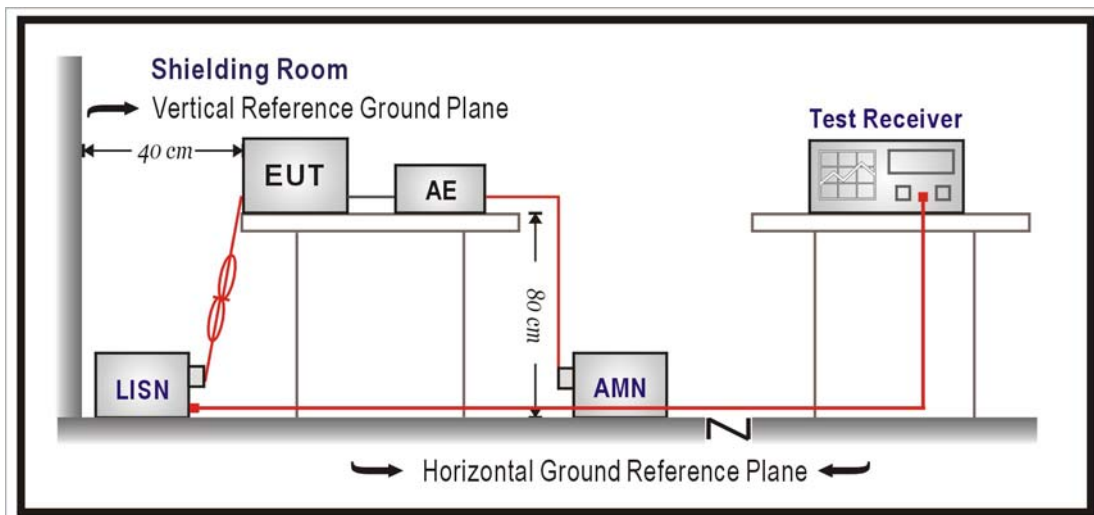 Shielding Room
Vertical Reference Ground Plane
Test Receiver
40 cm
EUT
AE
80 cm
LISN
AMN
Horizontal Ground Reference Plane